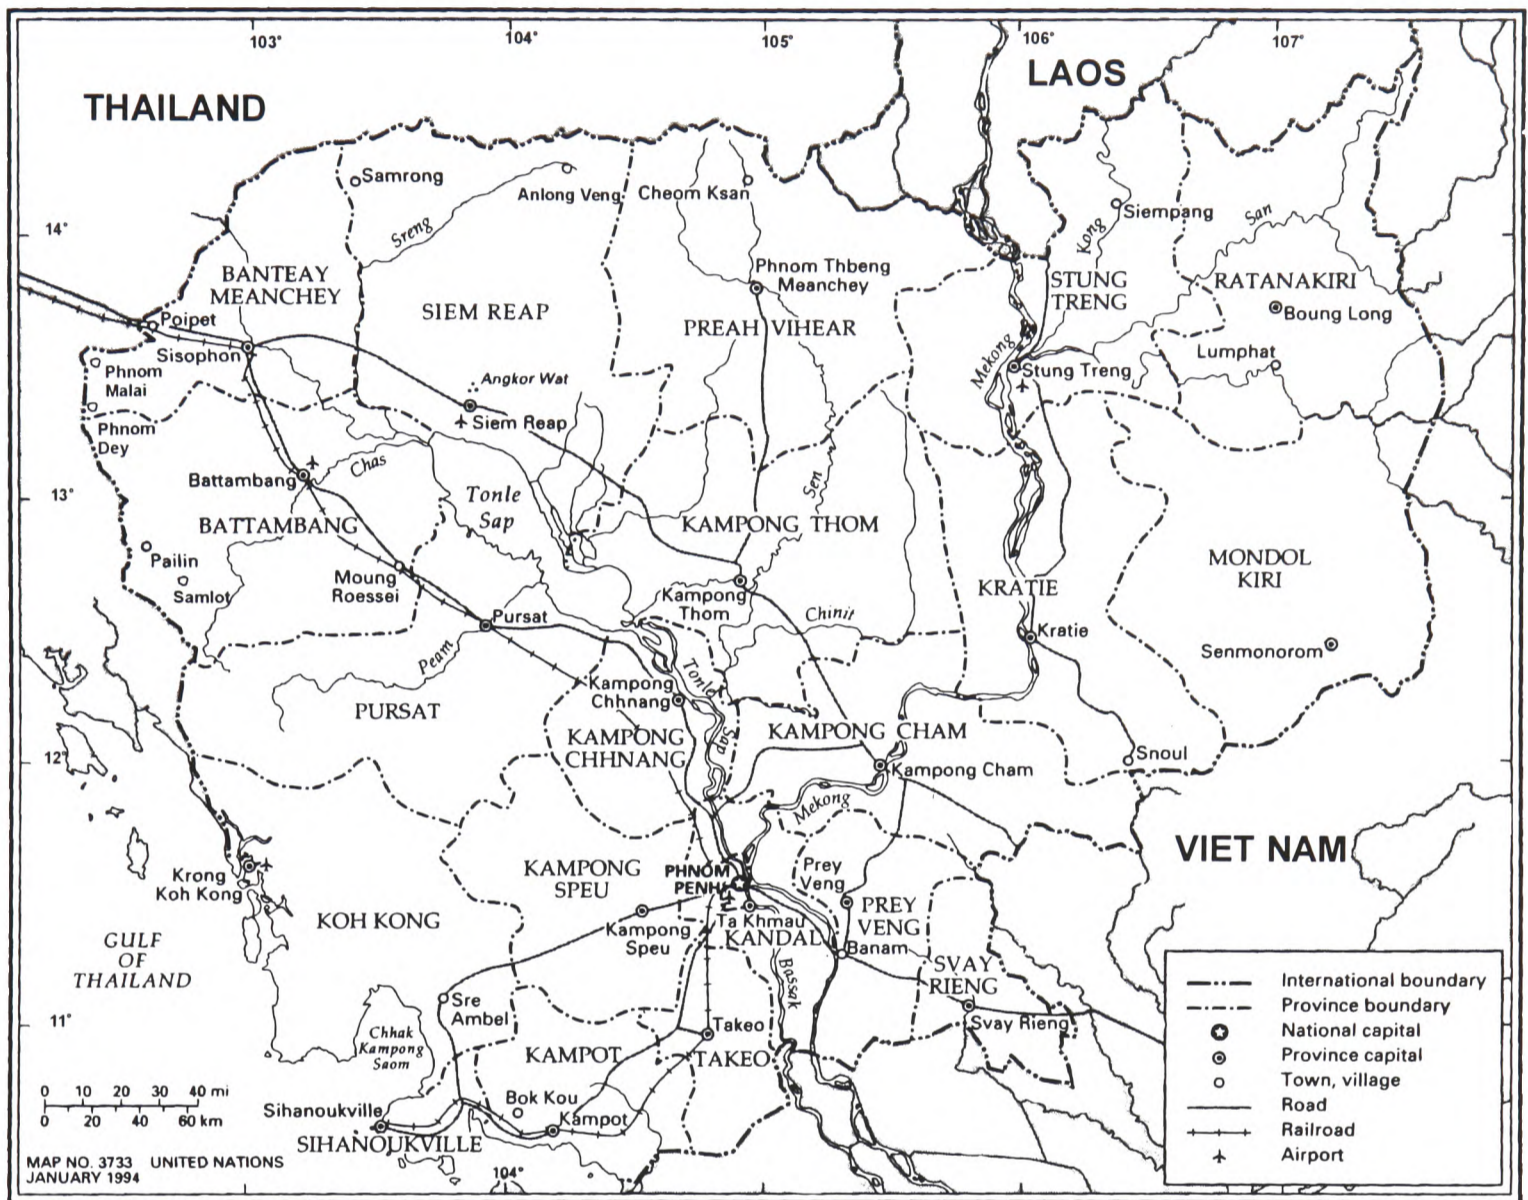 103°
104°
105°
106°
107°
THAILAND
LAOS
Samrong
Anlong Veng
Cheom Ksan
Siempang
14°
Sreng
Kong
San
BANTEAY
MEANCHEY
SIEM REAP
Phnom Thbeng
Meanchey
PREAH VIHEAR
STUNG
TRENG
RATANAKIRI
Boung Long
Poipet
Sisophon
Phnom
Malai
Phnom
Dey
Angkor Wat
Siem Reap
Mekong
Stung Treng
Lumphat
Battambang
Chas
13°
BATTAMBANG
Tonle
Sap
Sen
KAMPONG THOM
MONDOL
KIRI
Pailin
Samlot
Moung
Roessei
Kampong
Thom
KRATIE
Pursat
Chinit
Kratie
Senmonorom
Peam
Kampong
Chhnang
Tonle
Sap
PURSAT
KAMPONG
CHHNANG
KAMPONG CHAM
12°
Kampong Cham
Snoul
Mekong
VIET NAM
Krong
Koh Kong
KAMPONG
SPEU
PHNOM
PENH
Prey
Veng
KOH KONG
Kampong
Speu
Ta Khmau
KANDAL
PREY
VENG
Banam
GULF
OF
THAILAND
Bassak
SVAY
RIENG
Sre
Ambel
Svay Rieng
11°
Chhak
Kampong
Saom
KAMPOT
Takeo
TAKEO
Bok Kou
Kampot
Sihanoukville
SIHANOUKVILLE
0 10 20 30 40 mi
0 20 40 60 km
MAP NO. 3733 UNITED NATIONS
JANUARY 1994
104°
International boundary
Province boundary
National capital
Province capital
Town, village
Road
Railroad
Airport